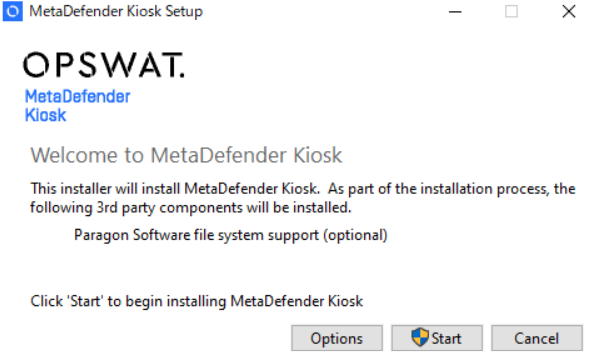 MetaDefender Kiosk Setup
OPSWAT.
MetaDefender
Kiosk
Welcome to MetaDefender Kiosk
This installer will install MetaDefender Kiosk.  As part of the installation process, the
following 3rd party components will be installed.
Paragon Software file system support (optional)
Click 'Start' to begin installing MetaDefender Kiosk
Options Start Cancel